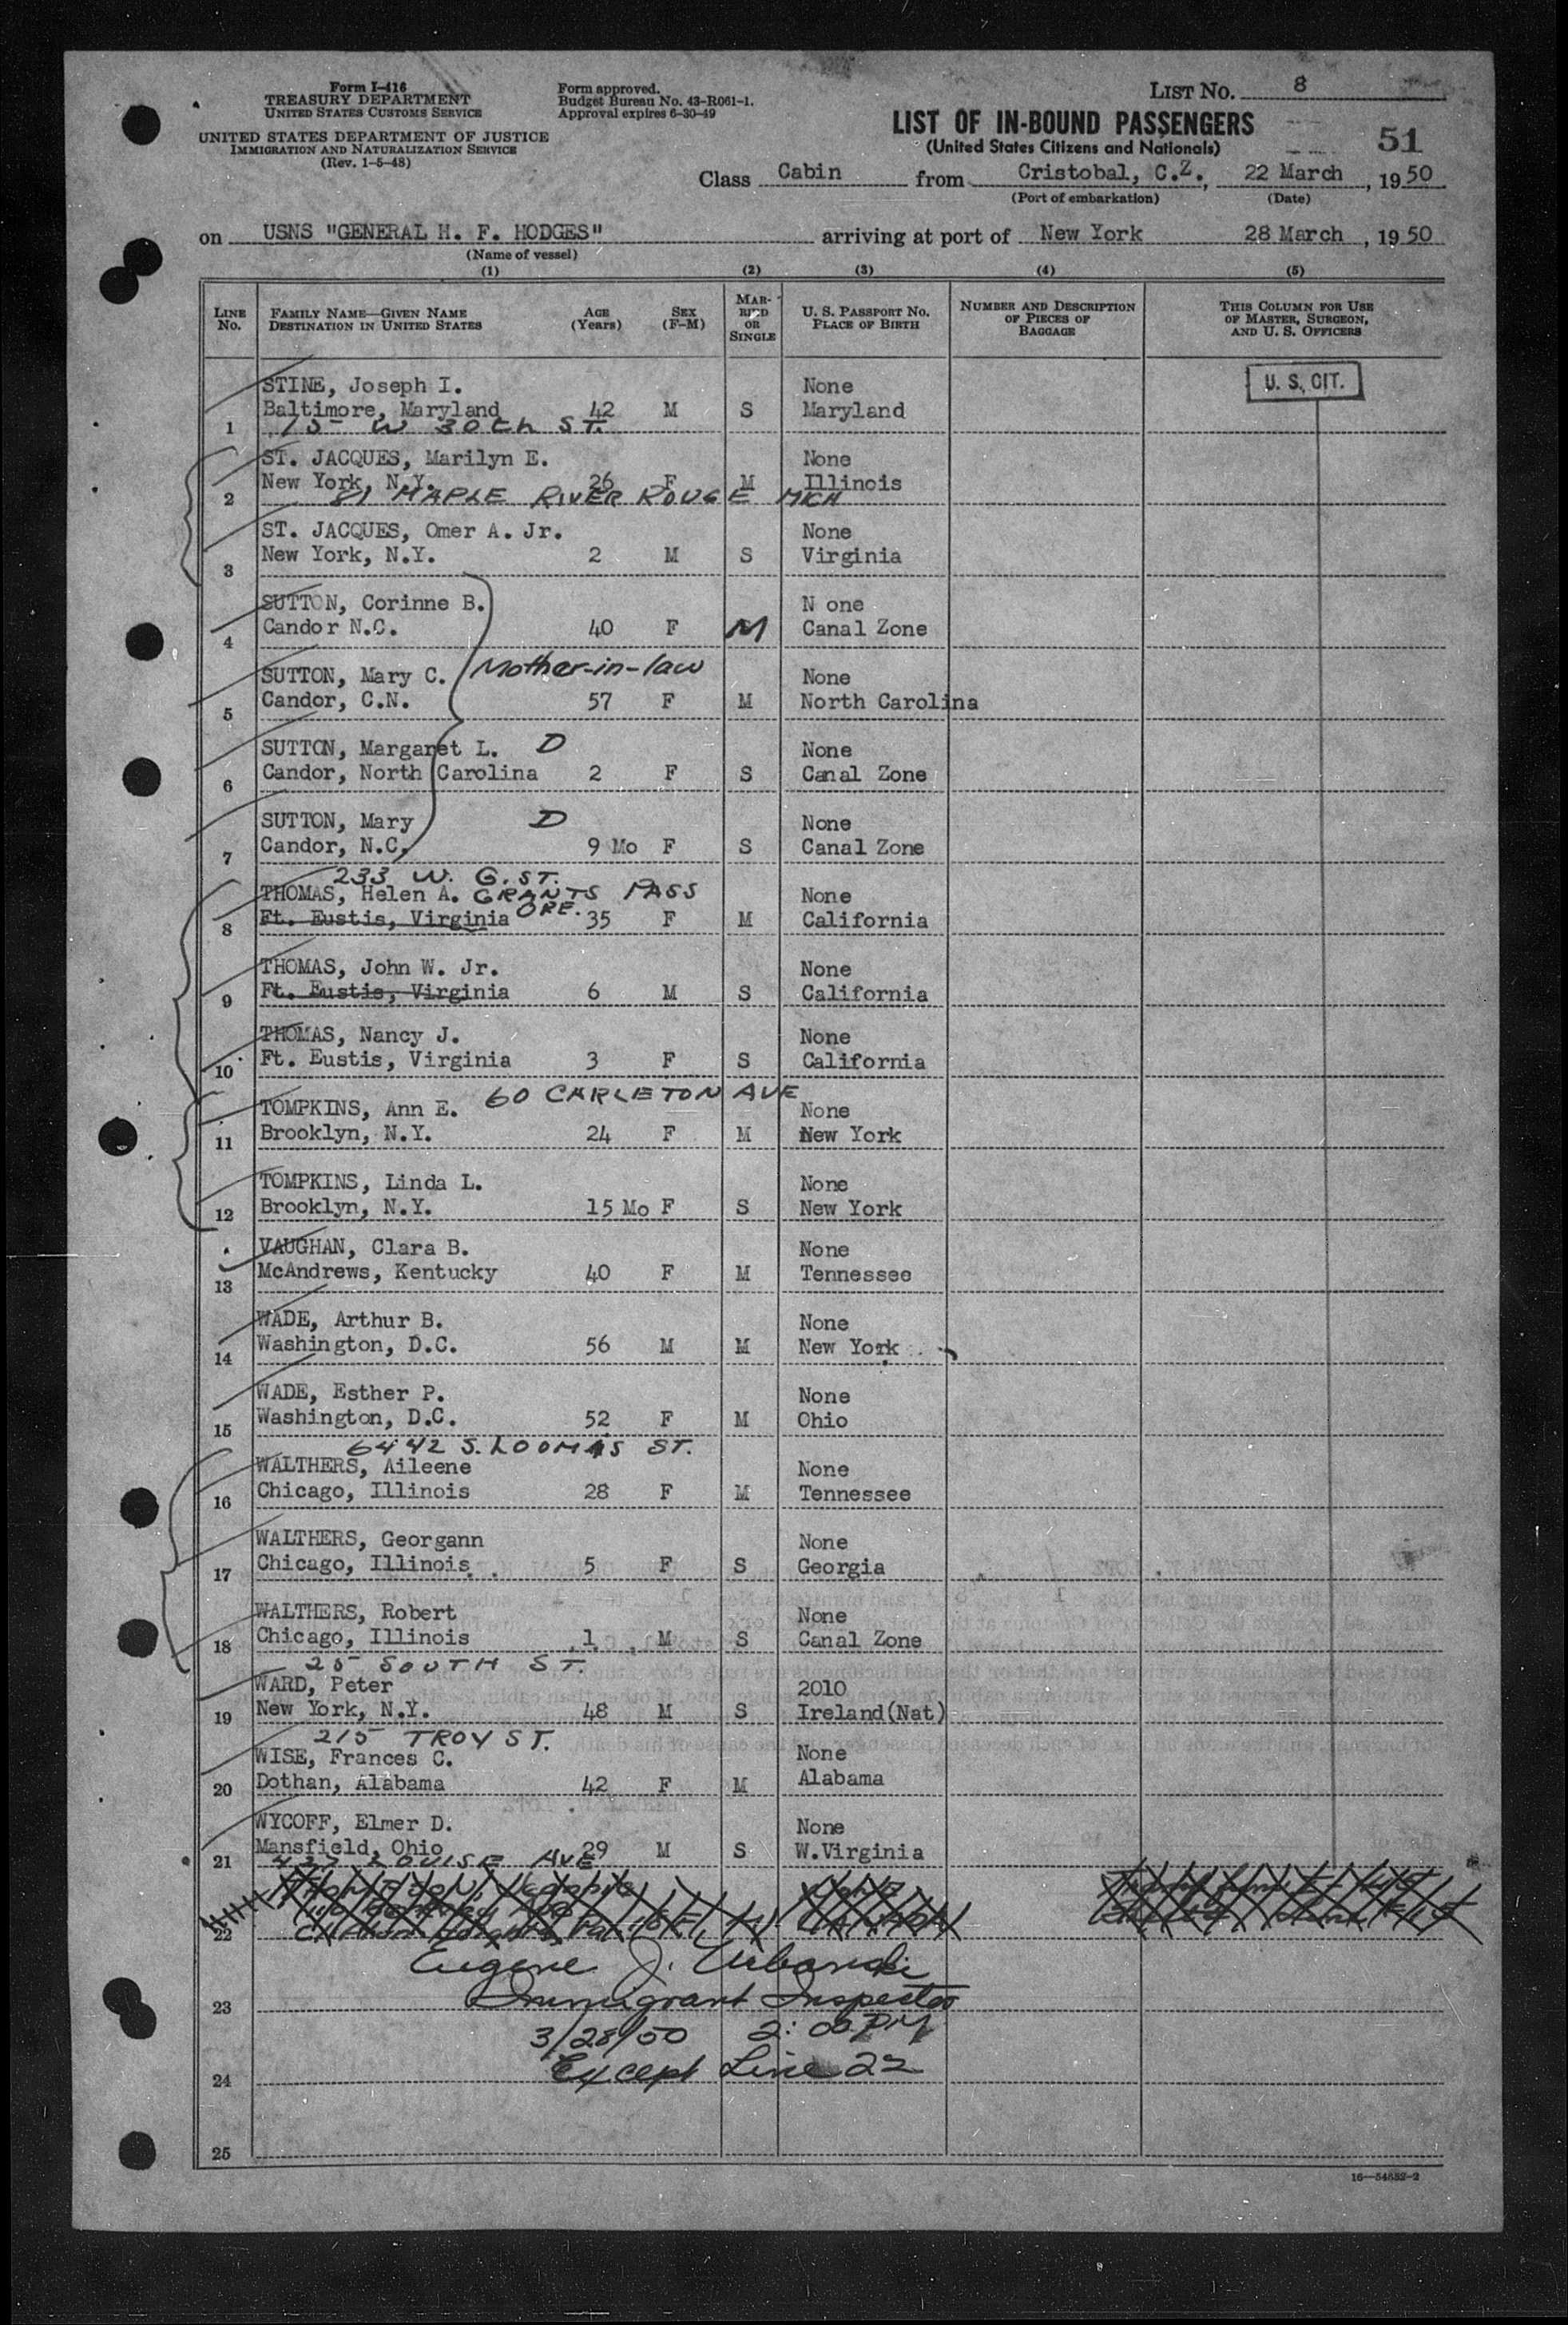 Form I-416
TREASURY DEPARTMENT
UNITED STATES CUSTOMS SERVICE
UNITED STATES DEPARTMENT OF JUSTICE
IMMIGRATION AND NATURALIZATION SERVICE
(Rev. 1-5-48)
Form approved.
Budget Bureau No. 43-R061-1.
Approval expires 6-30-49
LIST NO. 8
LIST OF IN-BOUND PASSENGERS
(United States Citizens and Nationals)
51
Class Cabin from Cristobal, C.Z., 22 March, 1950
(Port of embarkation) (Date)
on USNS "GENERAL H. F. HODGES" arriving at port of New York 28 March, 1950
(Name of vessel)
(1) (2) (3) (4) (5)
LINE NO. FAMILY NAME—GIVEN NAME DESTINATION IN UNITED STATES AGE (Years) SEX (F-M) MARRIED OR SINGLE U. S. PASSPORT NO. PLACE OF BIRTH NUMBER AND DESCRIPTION OF PIECES OF BAGGAGE THIS COLUMN FOR USE OF MASTER, SURGEON, AND U. S. OFFICERS
STINE, Joseph I. None U. S. CIT.
1 Baltimore, Maryland 42 M S Maryland
15 W 30th ST.
ST. JACQUES, Marilyn E. None
2 New York, N.Y. 26 F M Illinois
81 MAPLE RIVER ROUGE MICH
ST. JACQUES, Omer A. Jr. None
3 New York, N.Y. 2 M S Virginia
SUTTON, Corinne B. N one
4 Candor N.C. 40 F M Canal Zone
SUTTON, Mary C. Mother-in-law None
5 Candor, C.N. 57 F M North Carolina
SUTTON, Margaret L. D None
6 Candor, North Carolina 2 F S Canal Zone
SUTTON, Mary D None
7 Candor, N.C. 9 Mo F S Canal Zone
233 W. G. ST.
THOMAS, Helen A. GRANTS PASS None
ORE.
8 Ft. Eustis, Virginia 35 F M California
THOMAS, John W. Jr. None
9 Ft. Eustis, Virginia 6 M S California
THOMAS, Nancy J. None
10 Ft. Eustis, Virginia 3 F S California
60 CARLETON AVE
TOMPKINS, Ann E. None
11 Brooklyn, N.Y. 24 F M New York
TOMPKINS, Linda L. None
12 Brooklyn, N.Y. 15 Mo F S New York
VAUGHAN, Clara B. None
13 McAndrews, Kentucky 40 F M Tennessee
WADE, Arthur B. None
14 Washington, D.C. 56 M M New York
WADE, Esther P. None
15 Washington, D.C. 52 F M Ohio
6442 S. LOOMIS ST.
WALTHERS, Aileene None
16 Chicago, Illinois 28 F M Tennessee
WALTHERS, Georgann None
17 Chicago, Illinois 5 F S Georgia
WALTHERS, Robert None
18 Chicago, Illinois 1 M S Canal Zone
25 SOUTH ST.
WARD, Peter 2010
19 New York, N.Y. 48 M S Ireland(Nat)
215 TROY ST.
WISE, Frances C. None
20 Dothan, Alabama 42 F M Alabama
WYCOFF, Elmer D. None
21 Mansfield, Ohio 29 M S W.Virginia
LOUISE AVE
22
Eugene J.
23 Immigrant Inspector
3/28/50 2:00 PM
24 Except Line 22
25